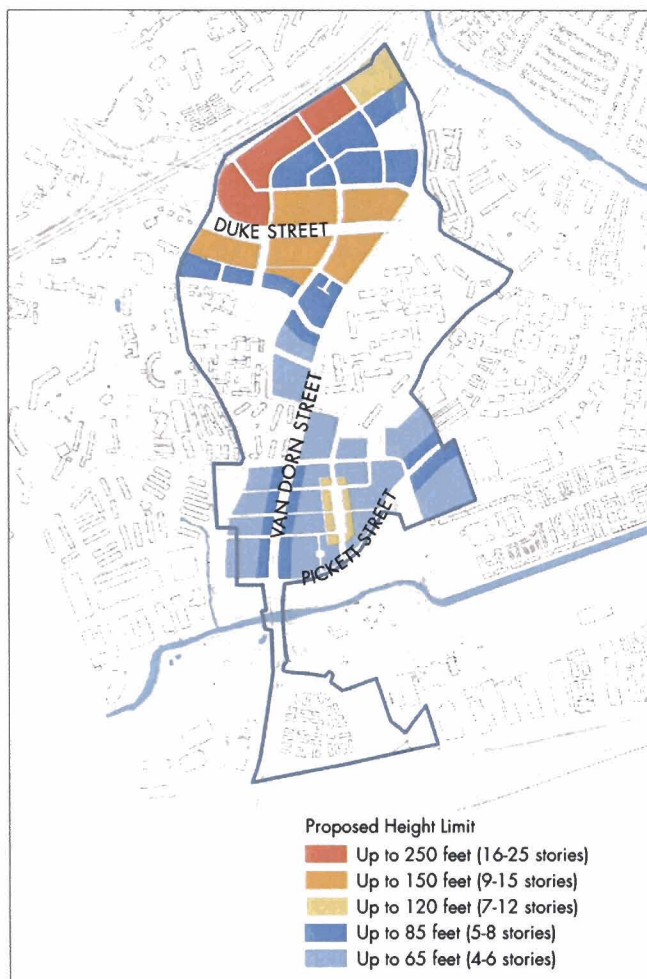 DUKE STREET
VAN DORN STREET
PICKETT STREET
Proposed Height Limit
Up to 250 feet (16-25 stories)
Up to 150 feet (9-15 stories)
Up to 120 feet (7-12 stories)
Up to 85 feet (5-8 stories)
Up to 65 feet (4-6 stories)